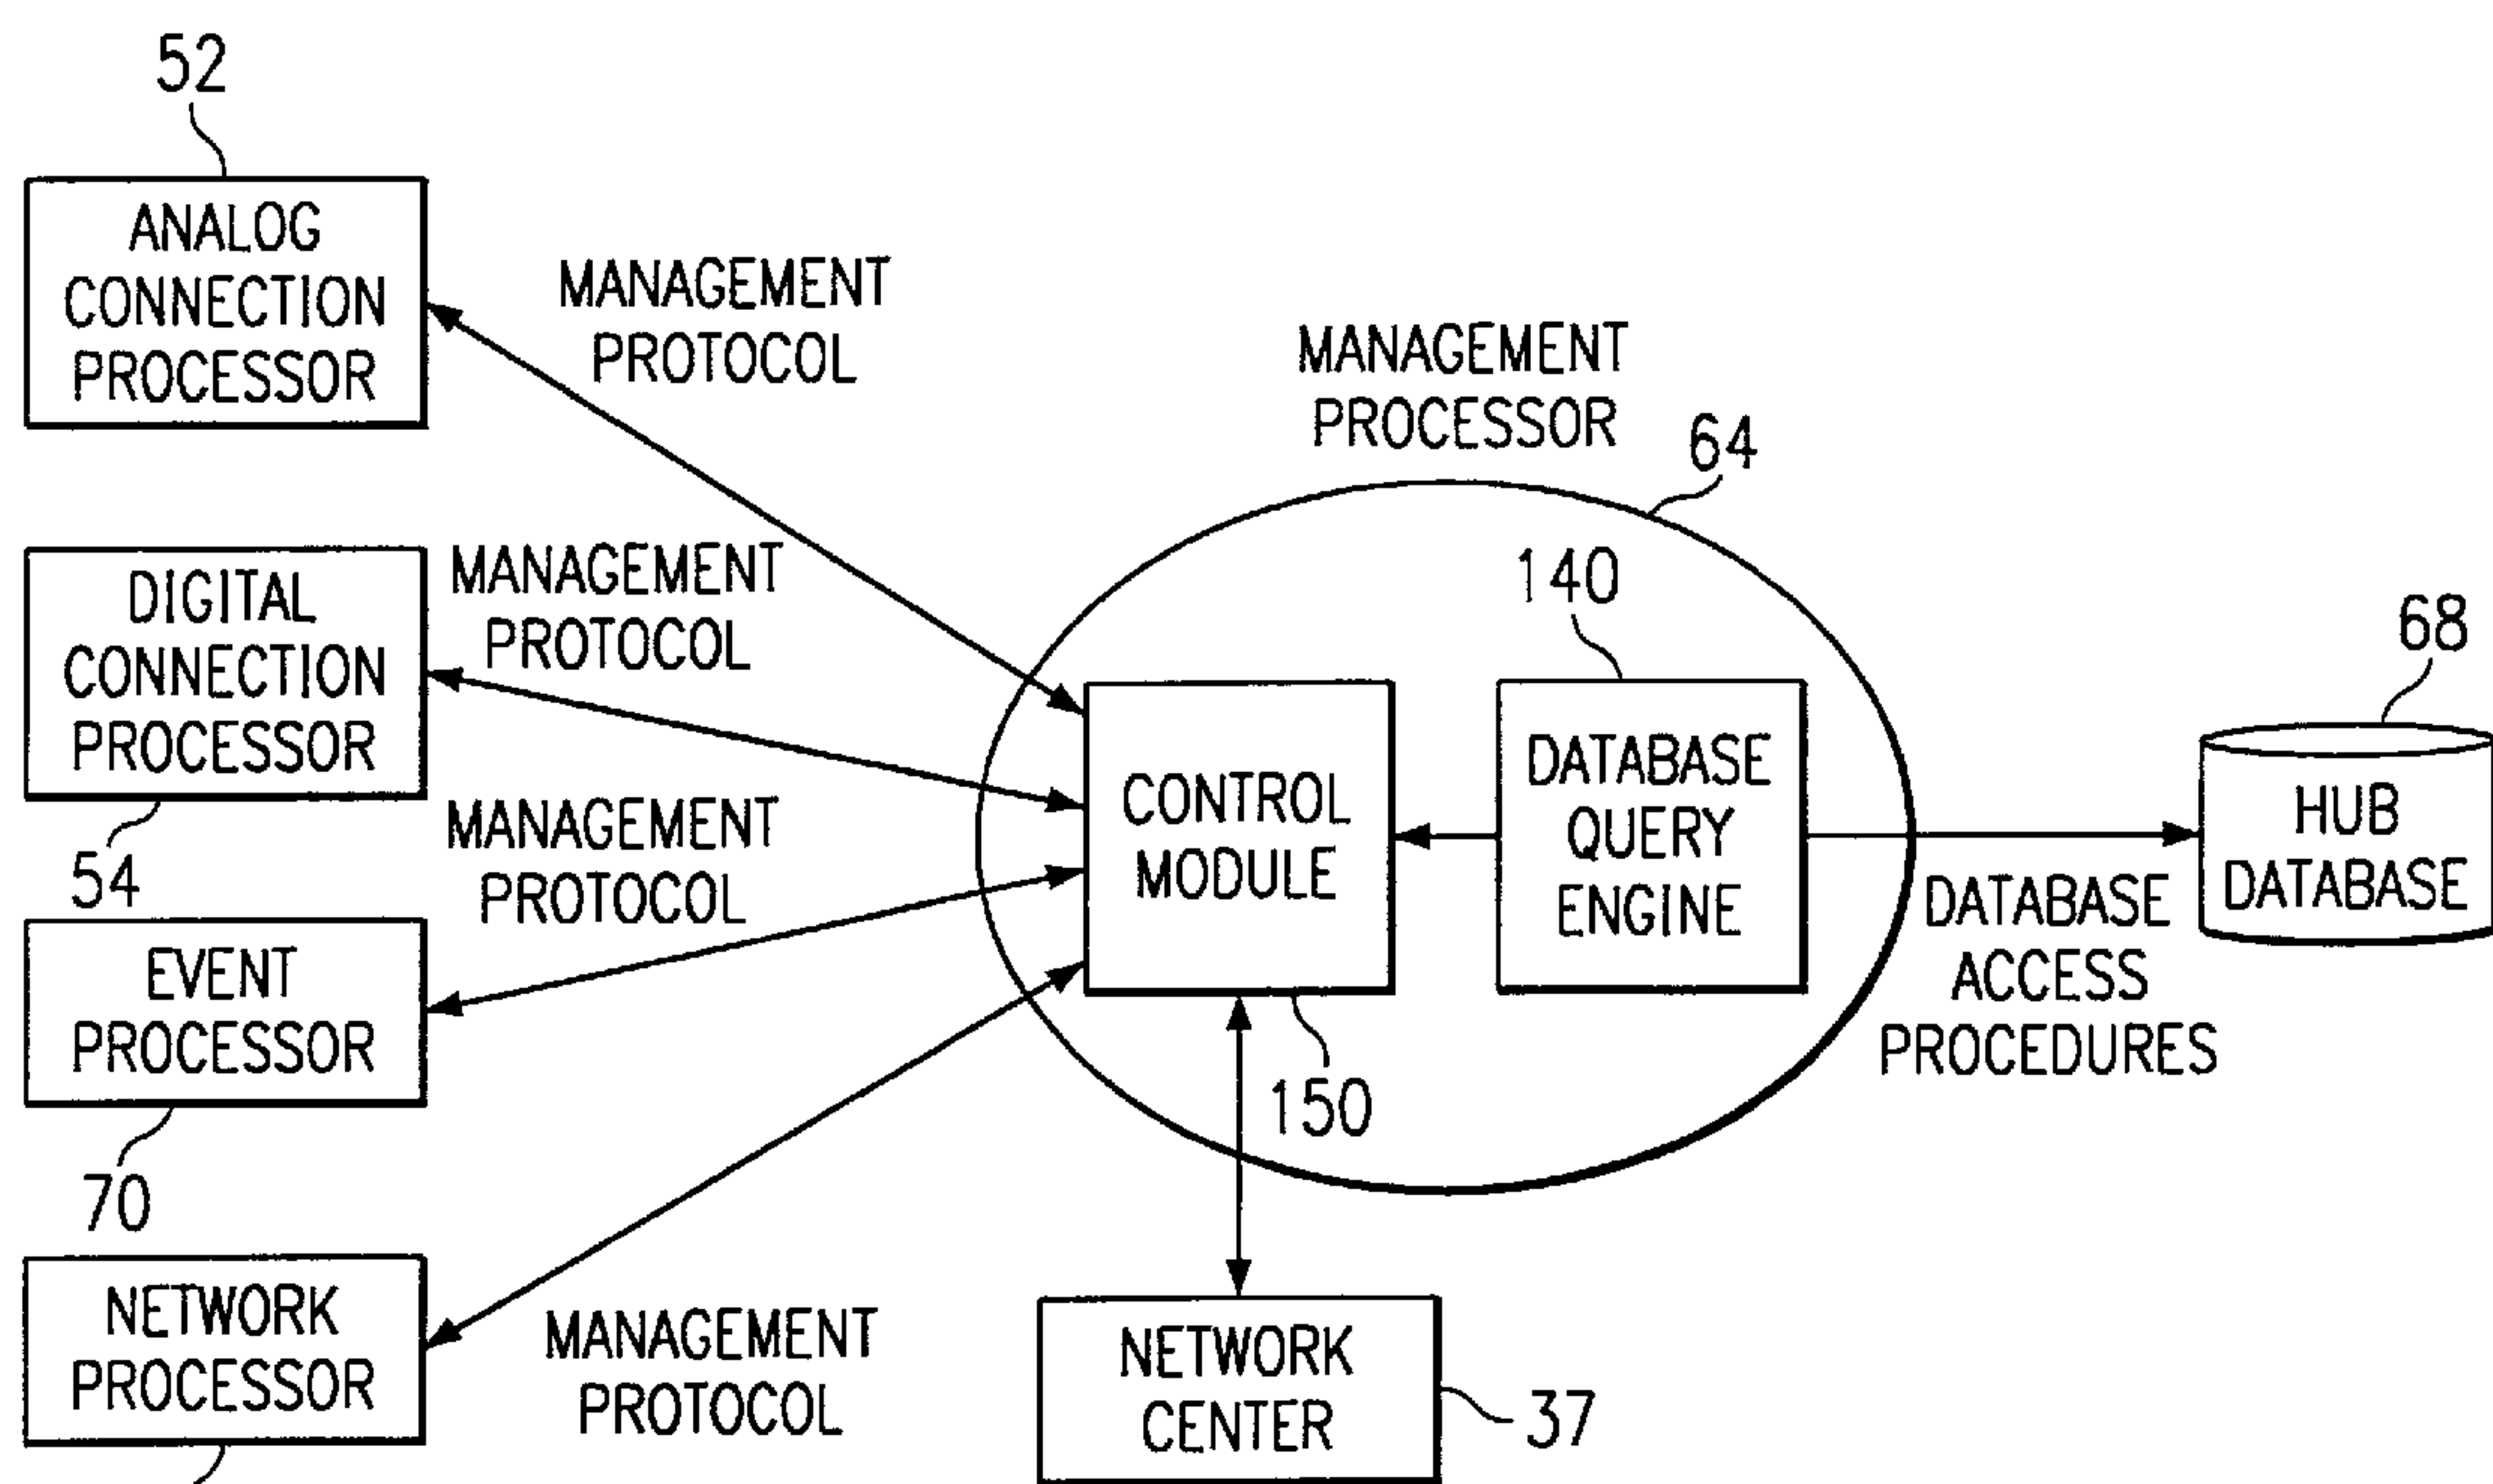 52
ANALOG
CONNECTION
PROCESSOR
MANAGEMENT
PROTOCOL
MANAGEMENT
PROCESSOR
64
DIGITAL
CONNECTION
PROCESSOR
54
MANAGEMENT
PROTOCOL
140
68
CONTROL
MODULE
150
DATABASE
QUERY
ENGINE
HUB
DATABASE
DATABASE
ACCESS
PROCEDURES
MANAGEMENT
PROTOCOL
EVENT
PROCESSOR
70
NETWORK
PROCESSOR
MANAGEMENT
PROTOCOL
NETWORK
CENTER
37